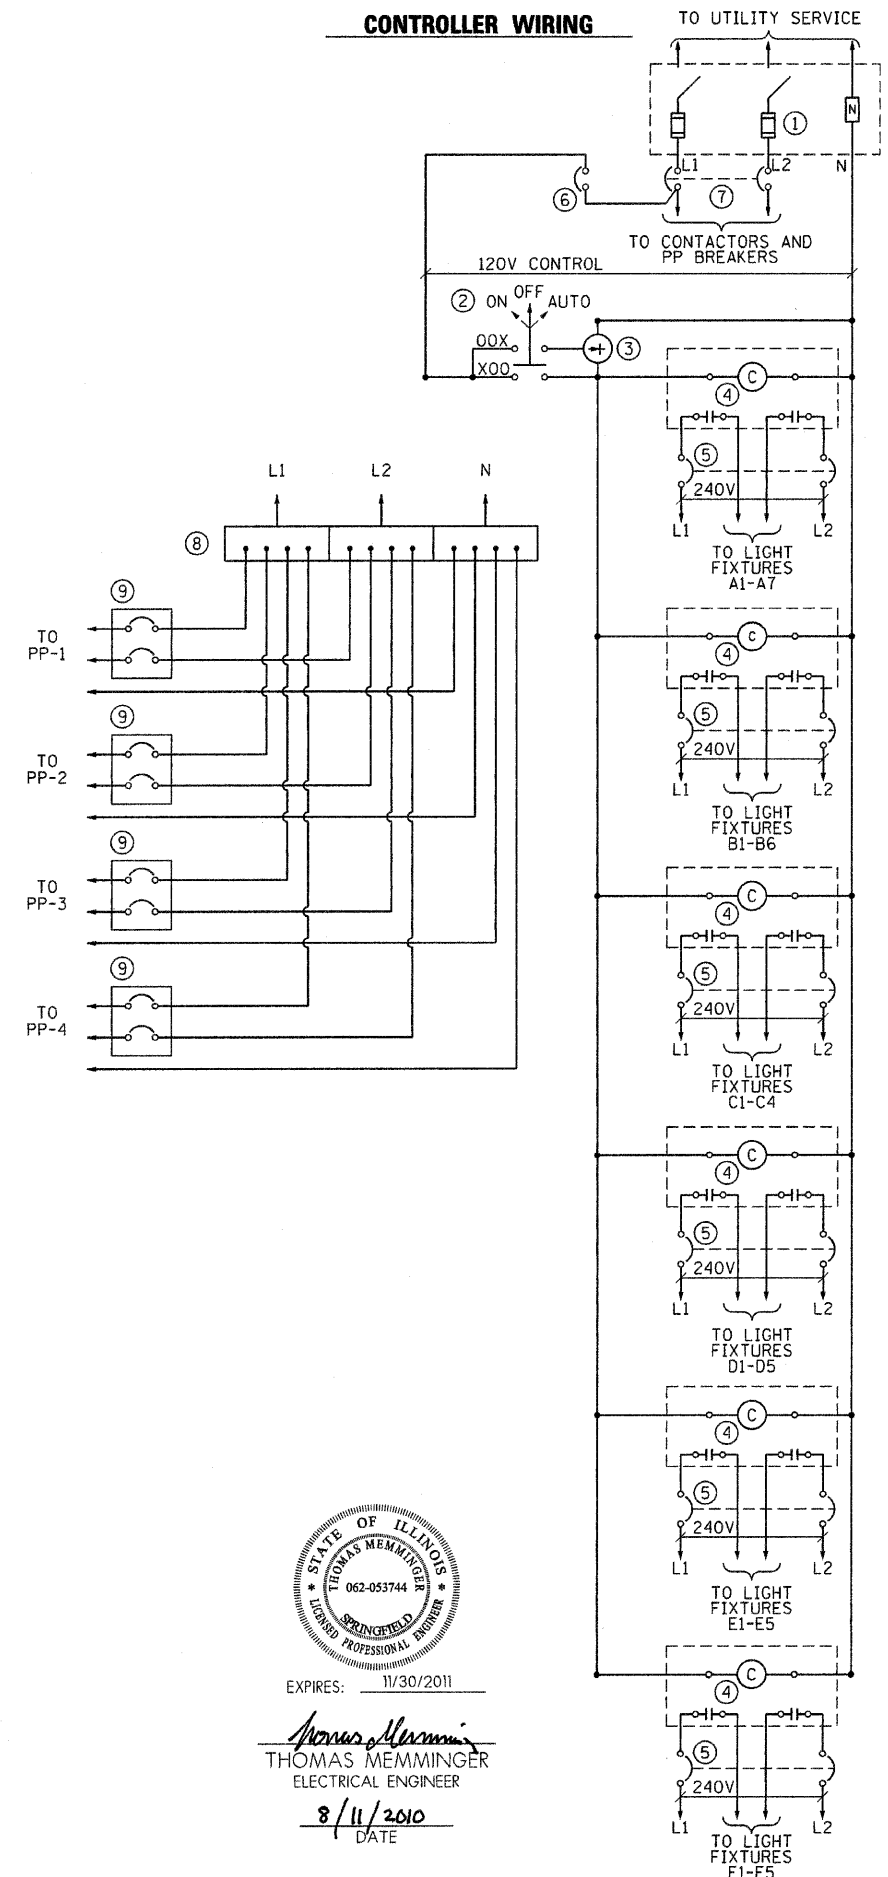 CONTROLLER WIRING
TO UTILITY SERVICE
N
1
L1
L2
N
6
7
TO CONTACTORS AND
PP BREAKERS
120V CONTROL
2
ON
OFF
AUTO
OOX
3
XOO
C
4
5
240V
L1
L2
TO LIGHT
FIXTURES
A1-A7
L1
L2
N
8
9
TO
PP-1
9
TO
PP-2
9
TO
PP-3
9
TO
PP-4
C
4
5
240V
L1
L2
TO LIGHT
FIXTURES
B1-B6
C
4
5
240V
L1
L2
TO LIGHT
FIXTURES
C1-C4
C
4
5
240V
L1
L2
TO LIGHT
FIXTURES
D1-D5
C
4
5
240V
L1
L2
TO LIGHT
FIXTURES
E1-E5
C
4
5
240V
L1
L2
TO LIGHT
FIXTURES
STATE OF ILLINOIS
THOMAS MEMMINGER
062-053744
SPRINGFIELD
* LICENSED PROFESSIONAL ENGINEER *
EXPIRES: 11/30/2011
Thomas Memming
THOMAS MEMMINGER
ELECTRICAL ENGINEER
8/11/2010
DATE